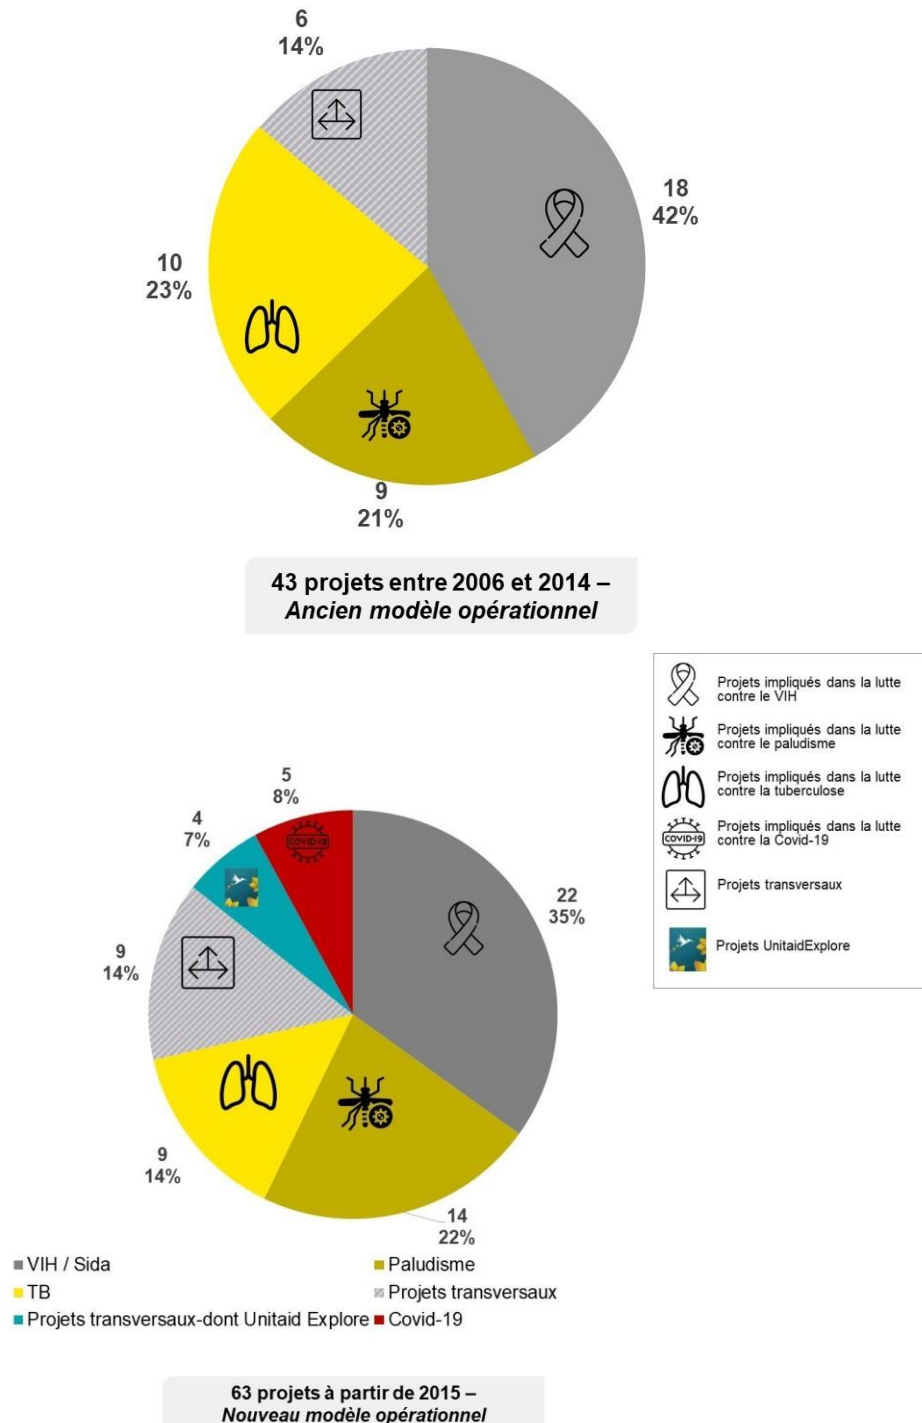 6
14%
18
42%
10
23%
9
21%
43 projets entre 2006 et 2014 –
Ancien modèle opérationnel
Projets impliqués dans la lutte
contre le VIH
Projets impliqués dans la lutte
contre le paludisme
Projets impliqués dans la lutte
contre la tuberculose
COVID-19
Projets impliqués dans la lutte
contre la Covid-19
Projets transversaux
Projets UnitaidExplore
5
8%
4
7%
COVID-19
22
35%
9
14%
9
14%
14
22%
VIH / Sida
Paludisme
TB
Projets transversaux
Projets transversaux-dont Unitaid Explore
Covid-19
63 projets à partir de 2015 –
Nouveau modèle opérationnel